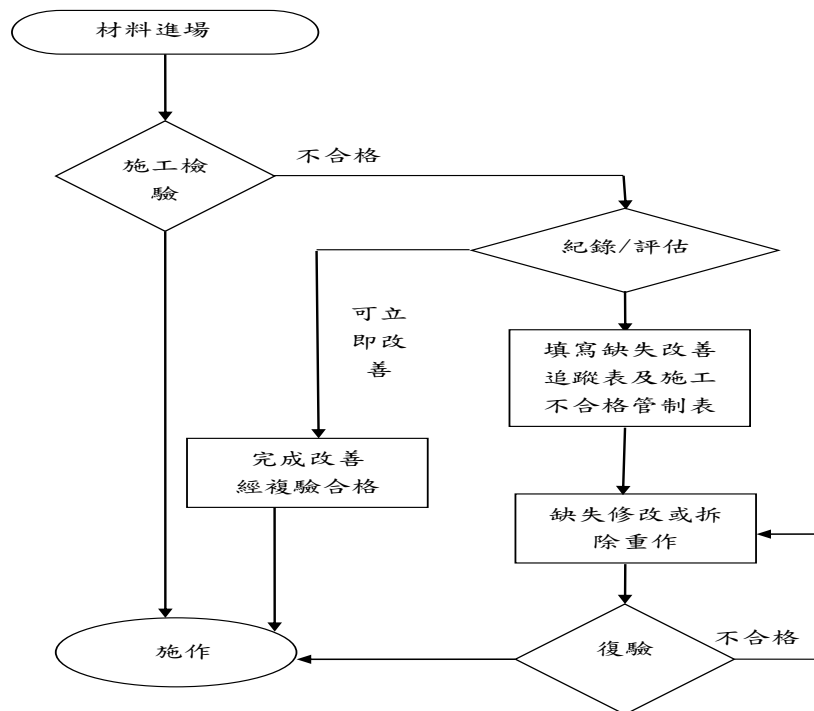 材料進場
施工檢
驗
不合格
紀錄/評估
可立
即改
善
填寫缺失改善
追蹤表及施工
不合格管制表
完成改善
經複驗合格
缺失修改或拆
除重作
施作
復驗
不合格